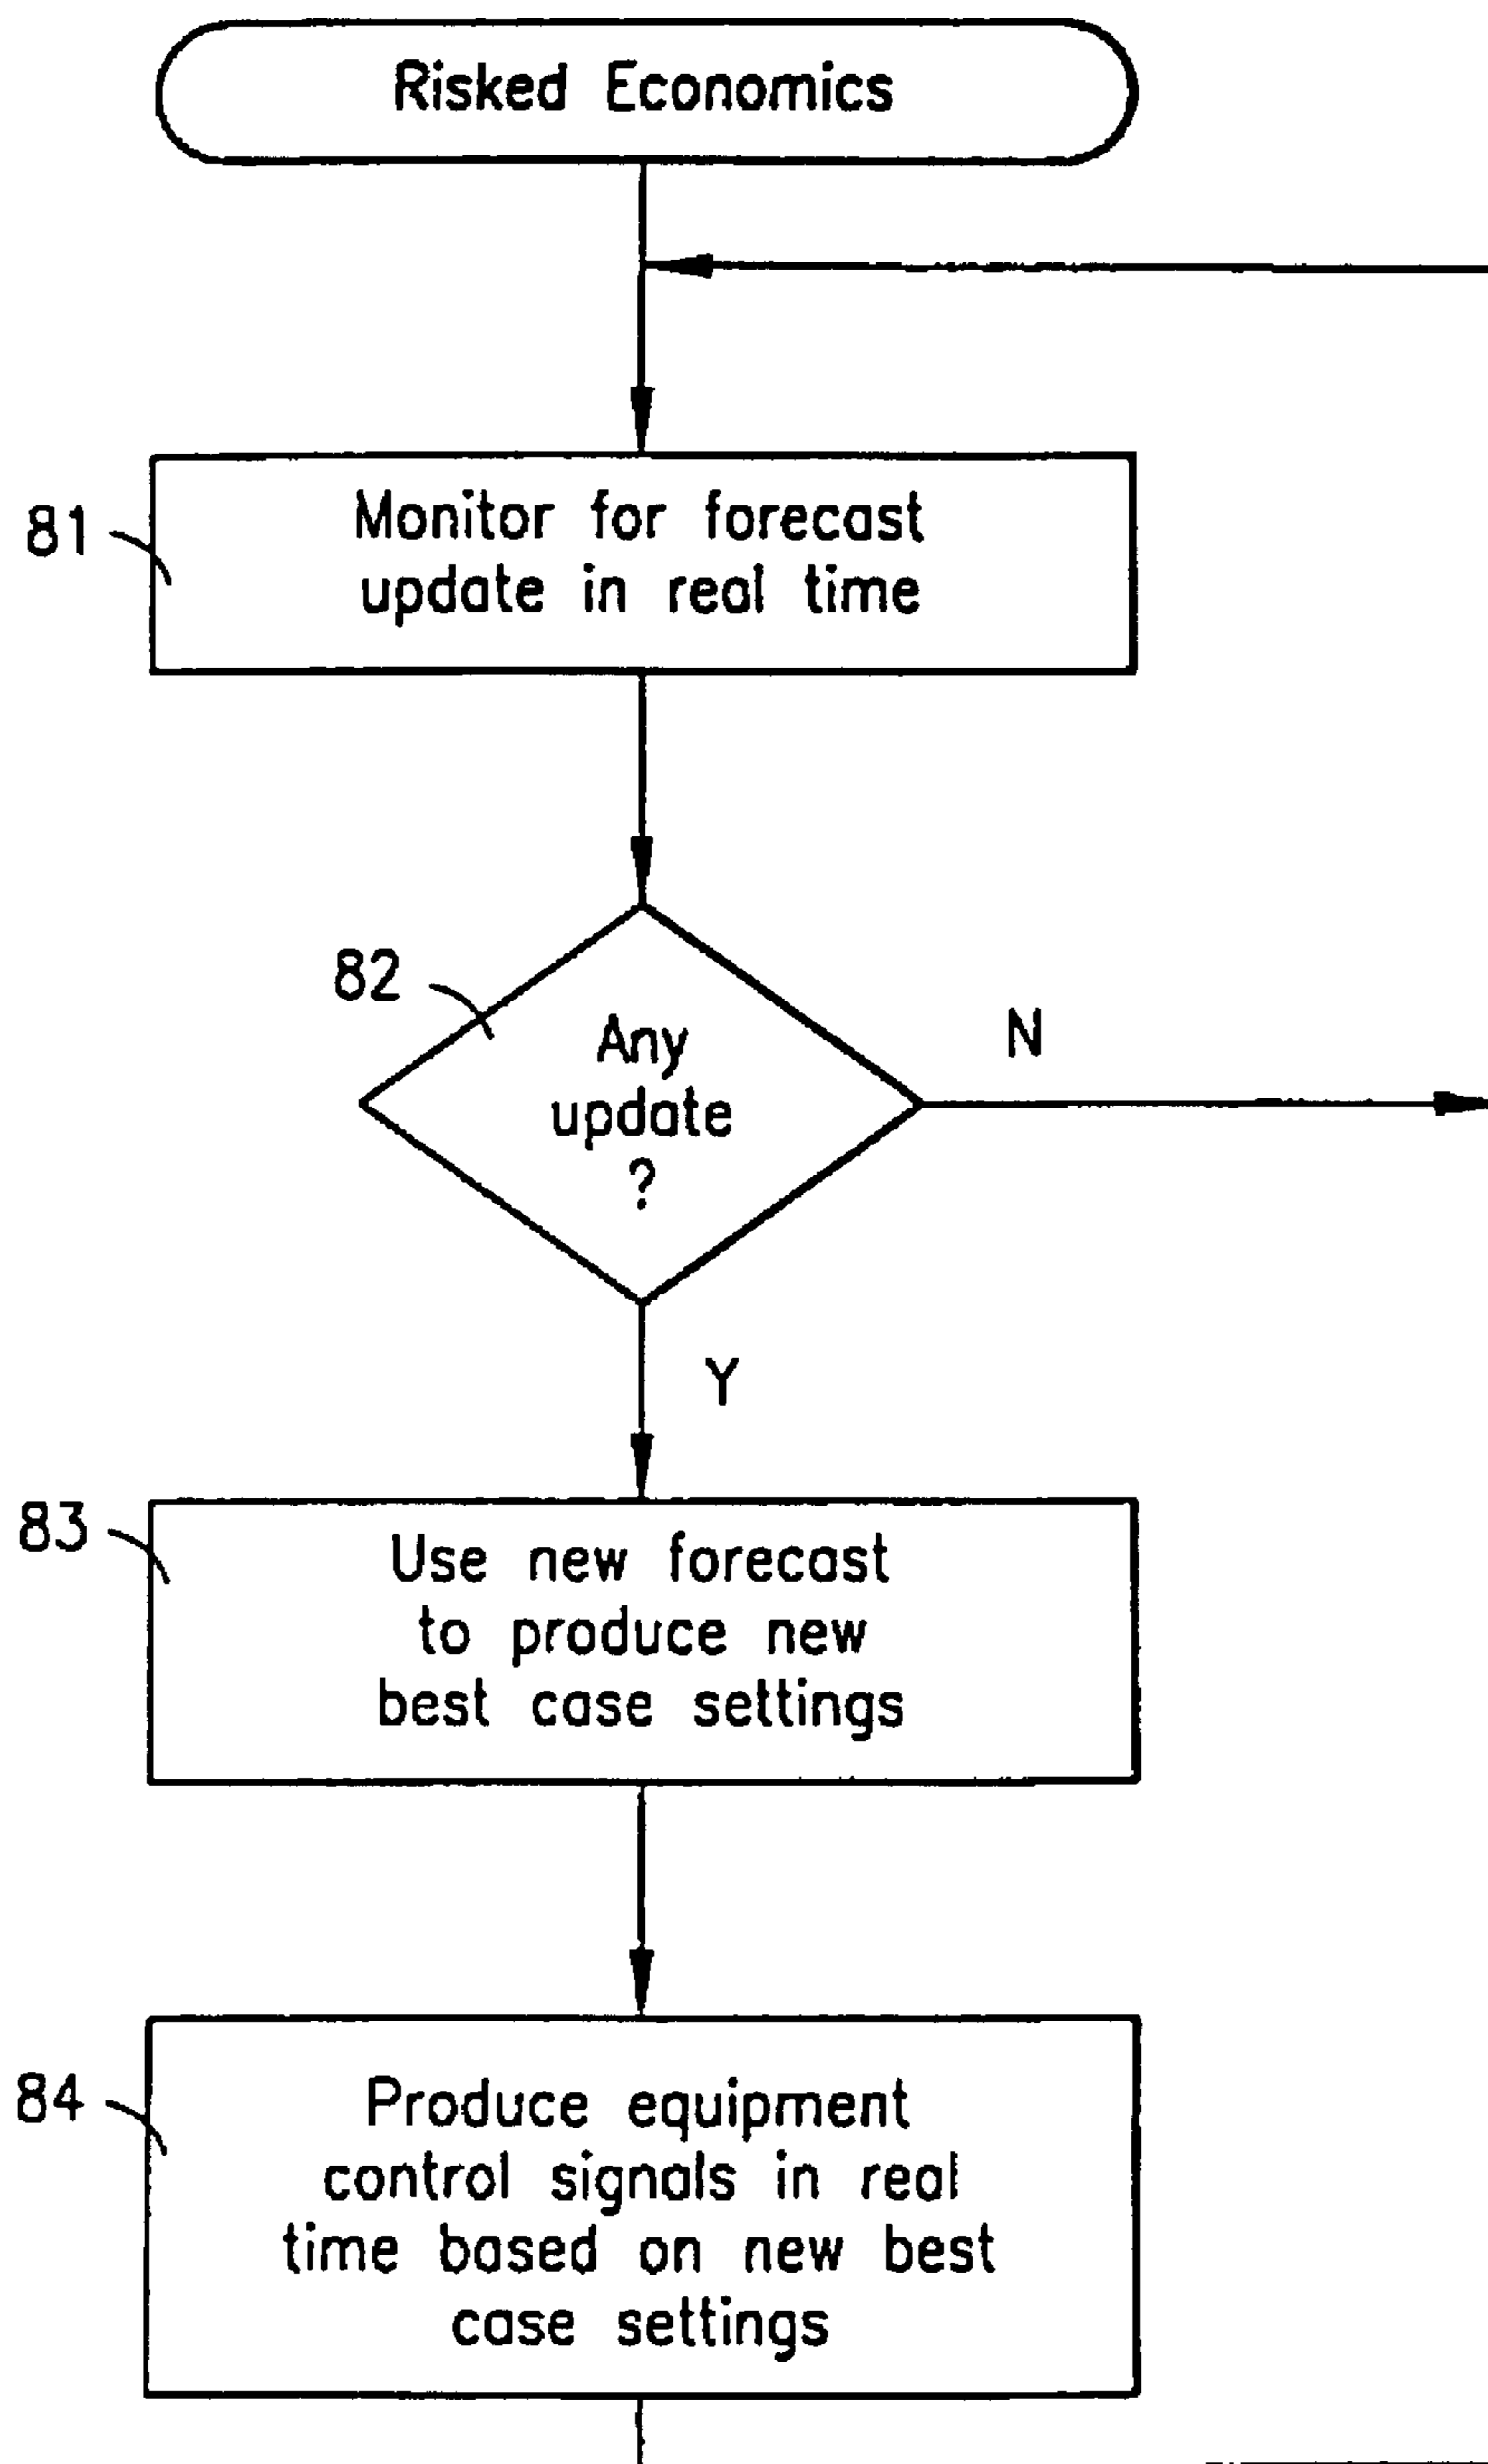 Risked Economics
81
Monitor for forecast
update in real time
82
Any
update
?
N
Y
83
Use new forecast
to produce new
best case settings
84
Produce equipment
control signals in real
time based on new best
case settings